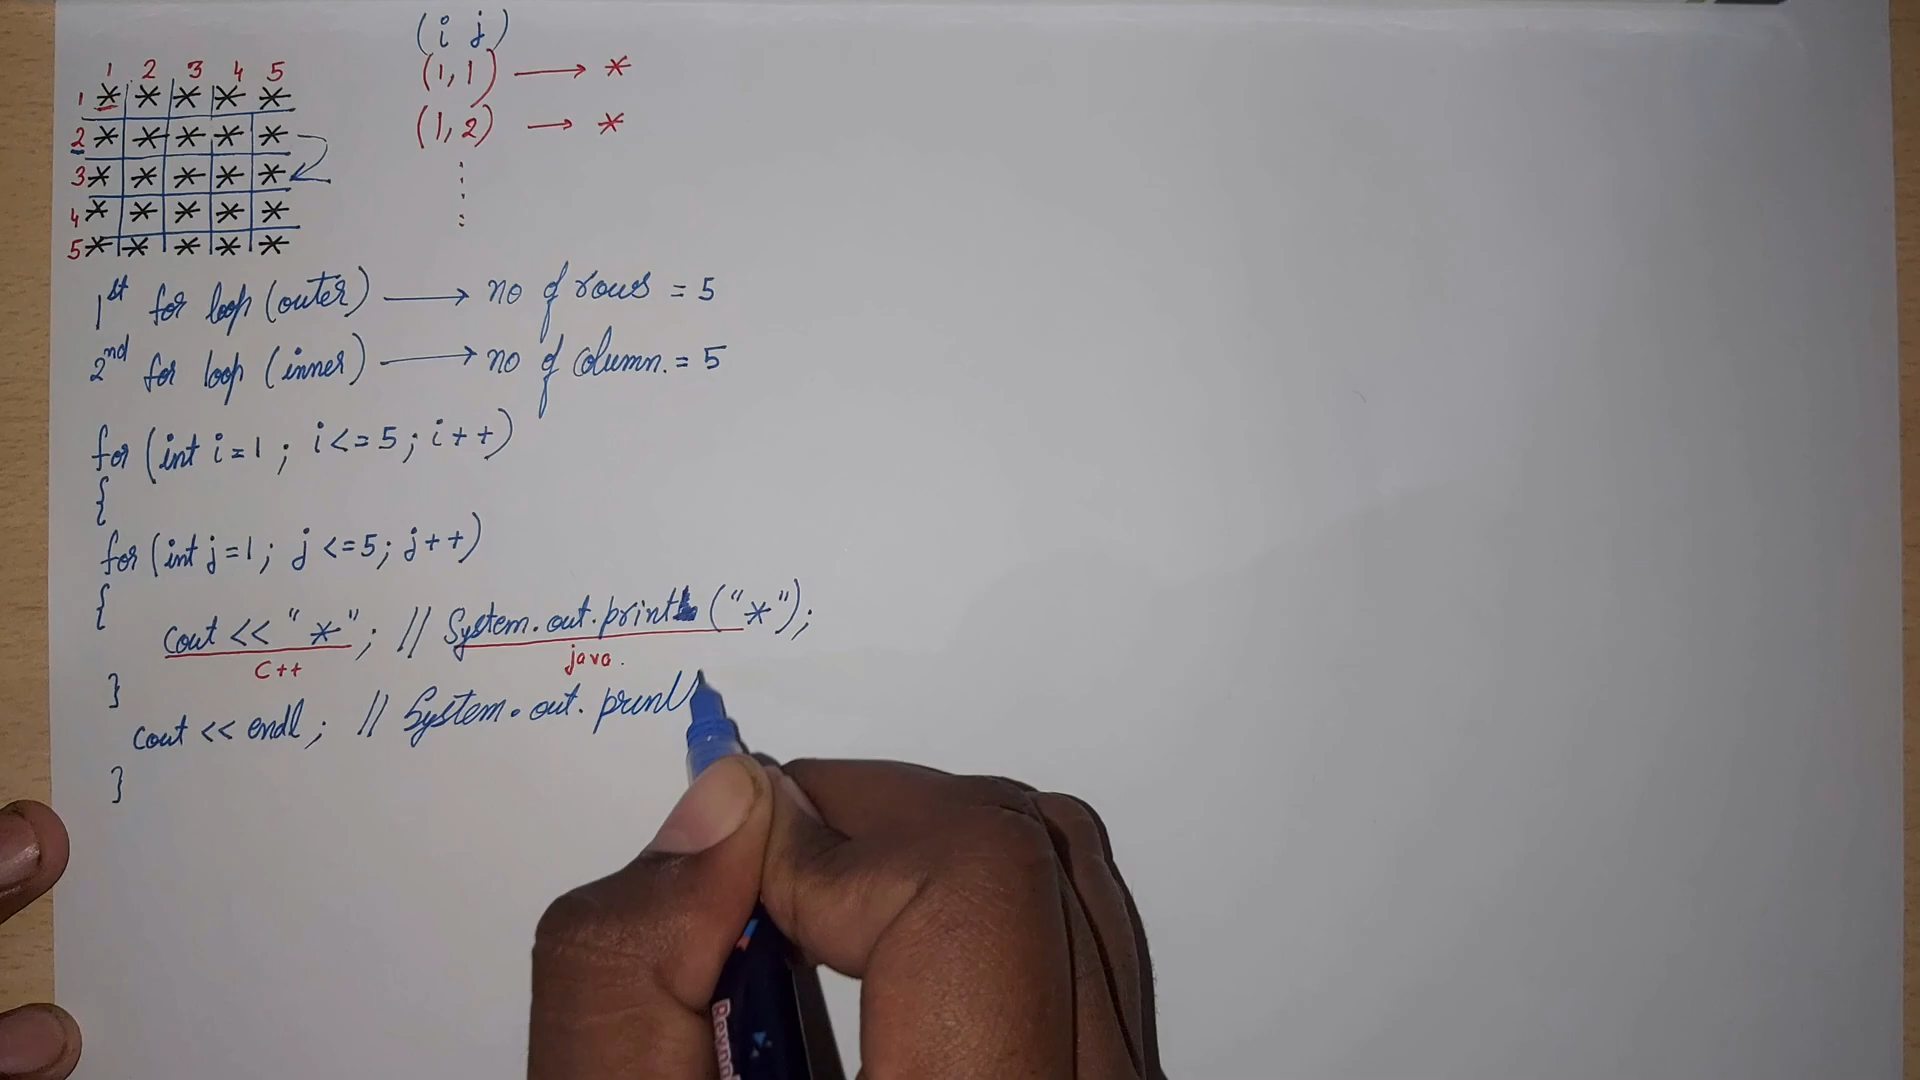 (i j)
1 2 3 4 5
(1, 1) → *
1 * * * * *
(1, 2) → *
2 * * * * *
3 * * * * *
4 * * * * *
5 * * * * *
1st for loop (outer) → no of rows = 5
2nd for loop (inner) → no of column. = 5
for (int i = 1 ; i <= 5 ; i++)
{
for (int j = 1 ; j <= 5 ; j++)
{
cout << "*" ; // System.out.print ("*");
C++ java.
}
cout << endl ; // System.out.print
}